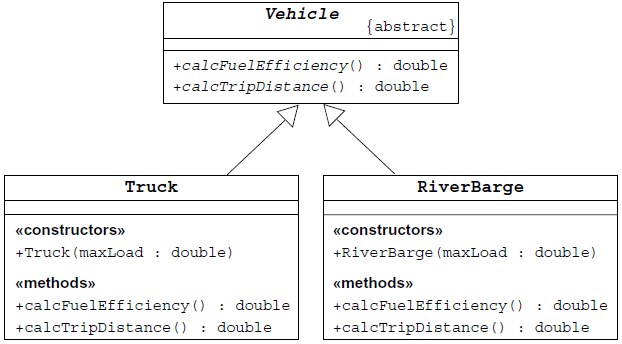 Vehicle
{abstract}
+calcFuelEfficiency() : double
+calcTripDistance() : double
Truck
«constructors»
+Truck(maxLoad : double)
«methods»
+calcFuelEfficiency() : double
+calcTripDistance() : double
RiverBarge
«constructors»
+RiverBarge(maxLoad : double)
«methods»
+calcFuelEfficiency() : double
+calcTripDistance() : double